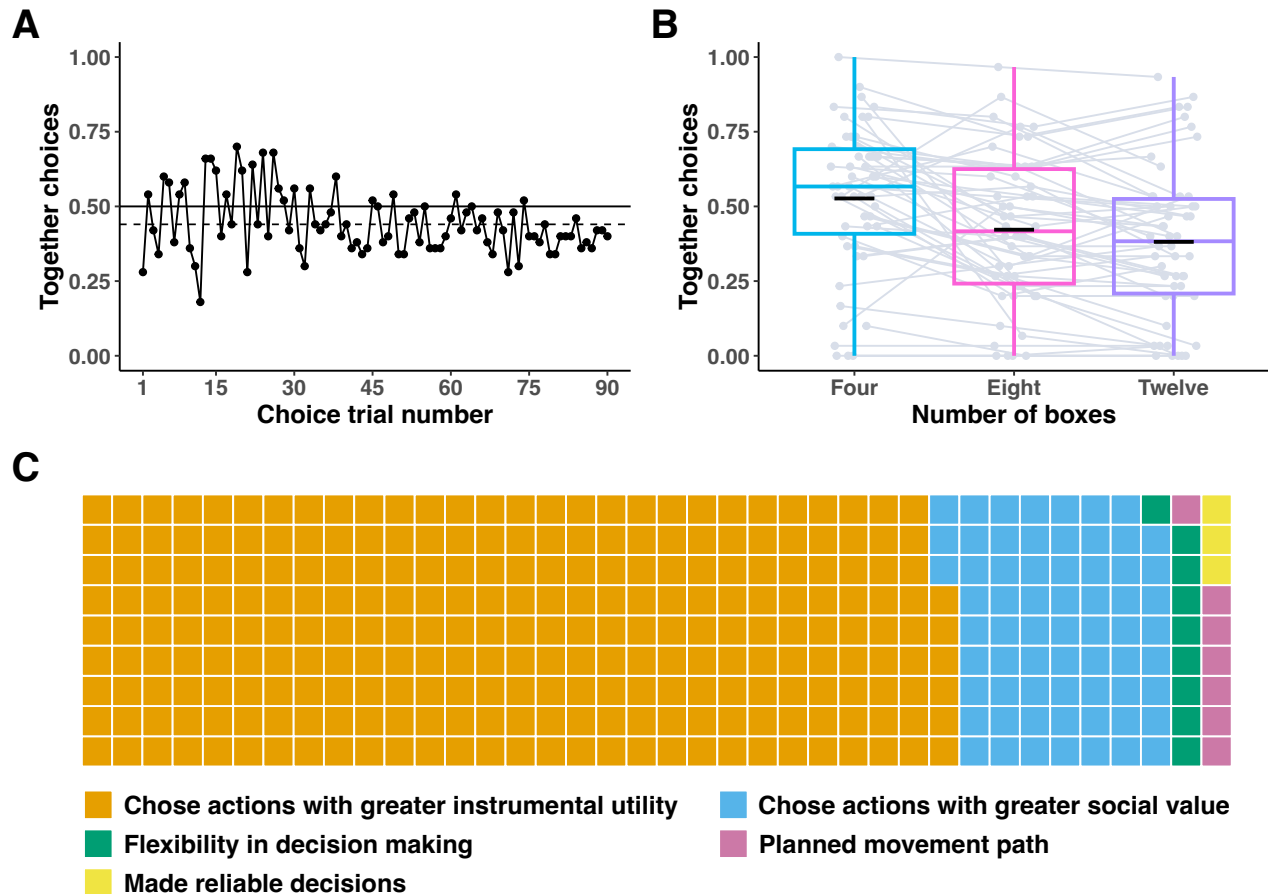 A
B
1.00
0.75
0.50
0.25
0.00
Together choices
1 15 30 45 60 75 90
Choice trial number
1.00
0.75
0.50
0.25
0.00
Together choices
Four Eight Twelve
Number of boxes
C
Chose actions with greater instrumental utility
Chose actions with greater social value
Flexibility in decision making
Planned movement path
Made reliable decisions